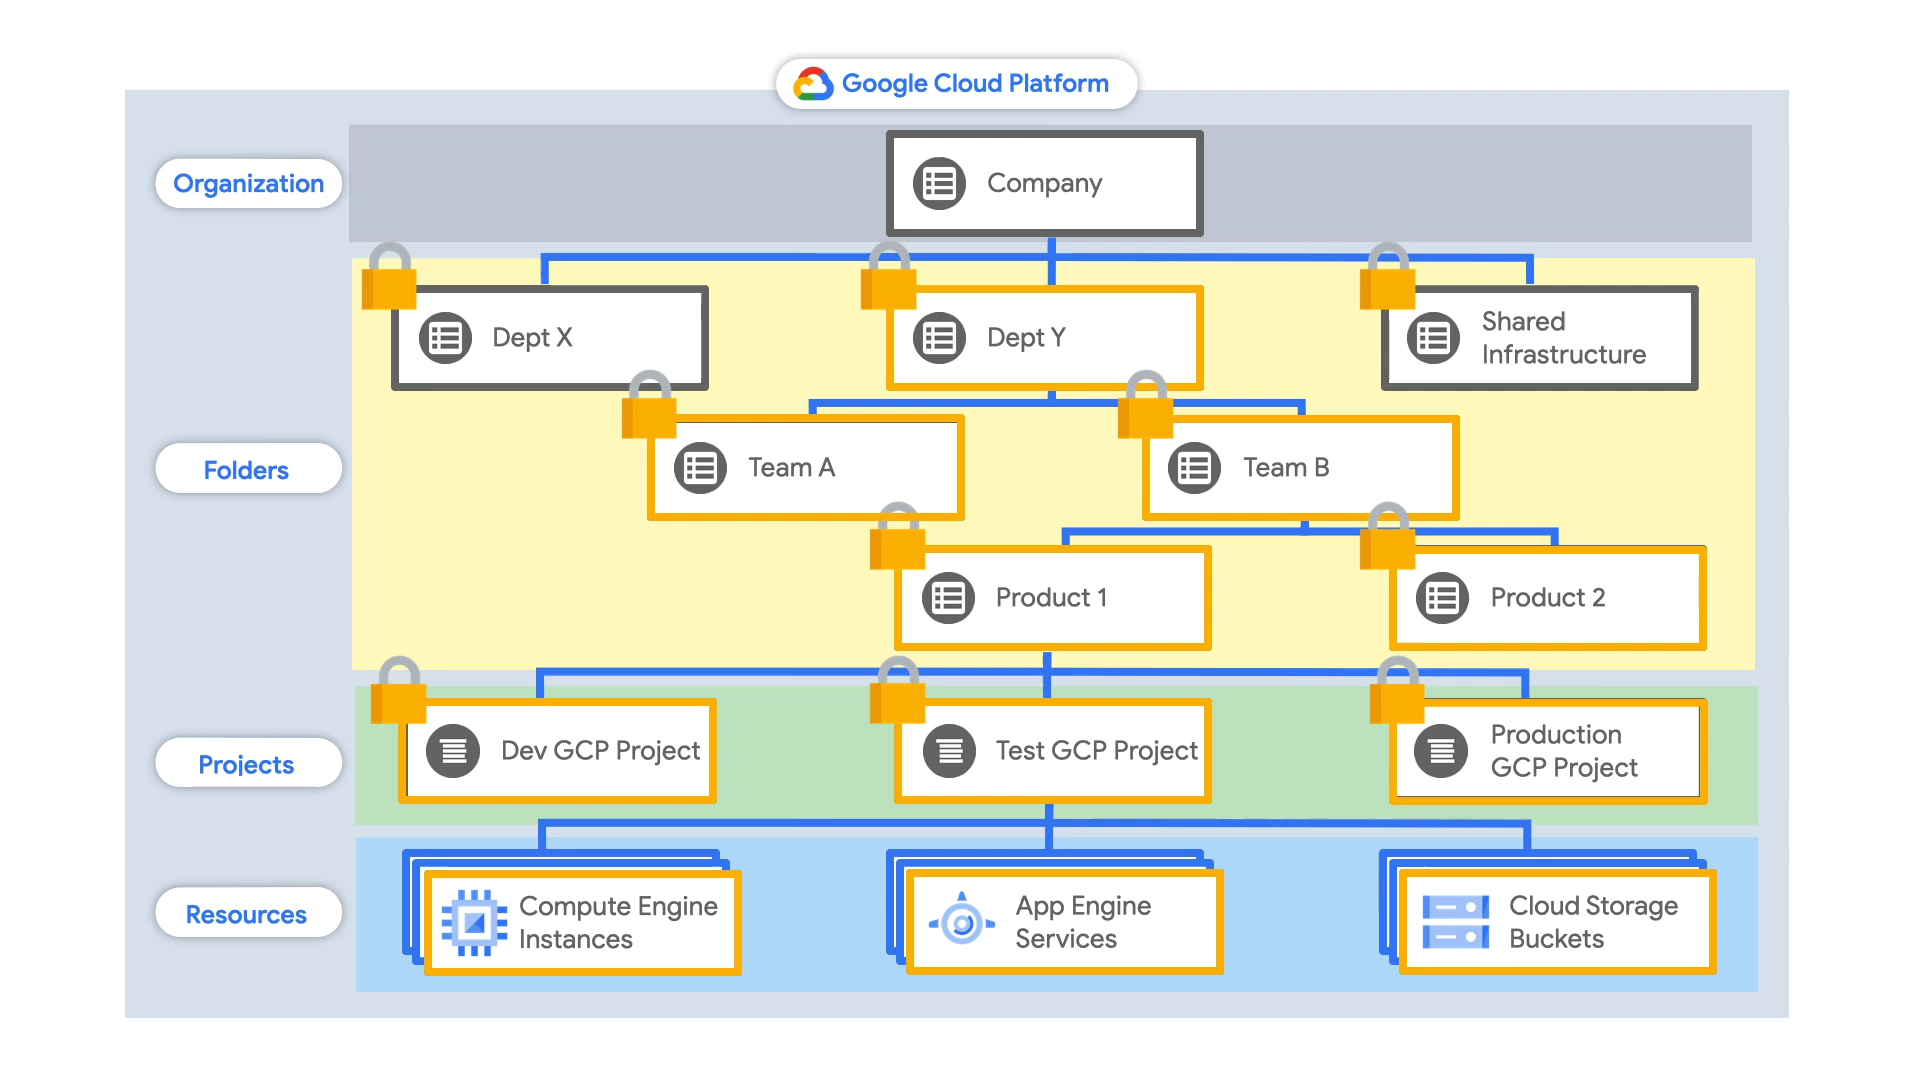 Google Cloud Platform
Organization
Company
Dept X
Dept Y
Shared
Infrastructure
Folders
Team A
Team B
Product 1
Product 2
Projects
Dev GCP Project
Test GCP Project
Production
GCP Project
Resources
Compute Engine
Instances
App Engine
Services
Cloud Storage
Buckets